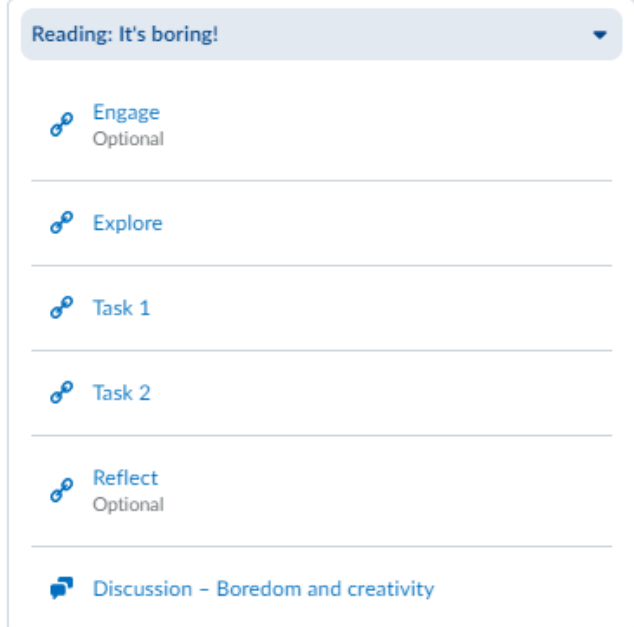 Reading: It's boring!
Engage
Optional
Explore
Task 1
Task 2
Reflect
Optional
Discussion – Boredom and creativity